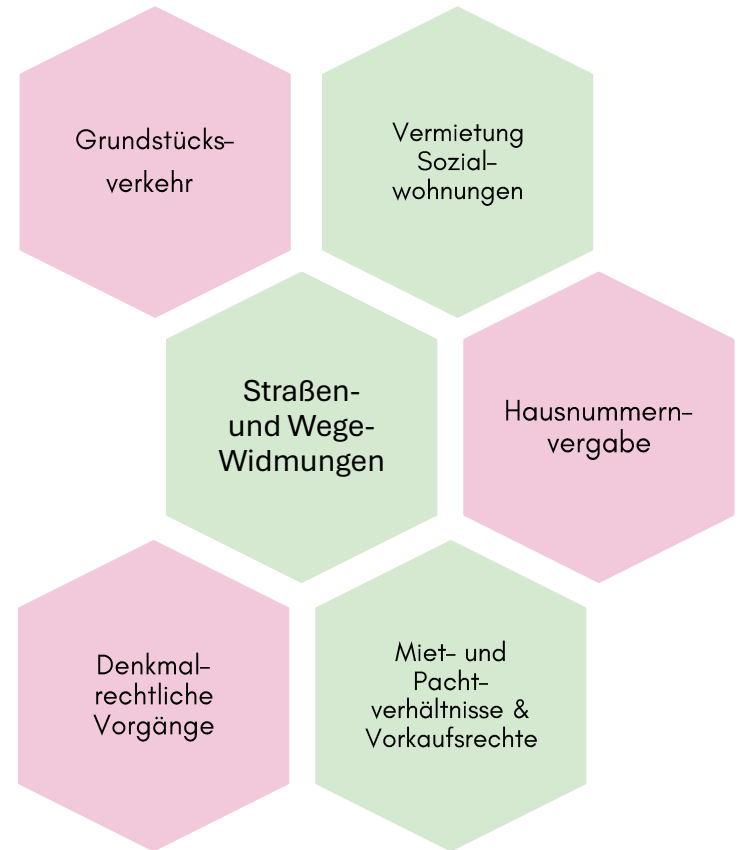 Grundstücks-
verkehr
Vermietung
Sozial-
wohnungen
Straßen-
und Wege-
Widmungen
Hausnummern-
vergabe
Denkmal-
rechtliche
Vorgänge
Miet- und
Pacht-
verhältnisse &
Vorkaufsrechte